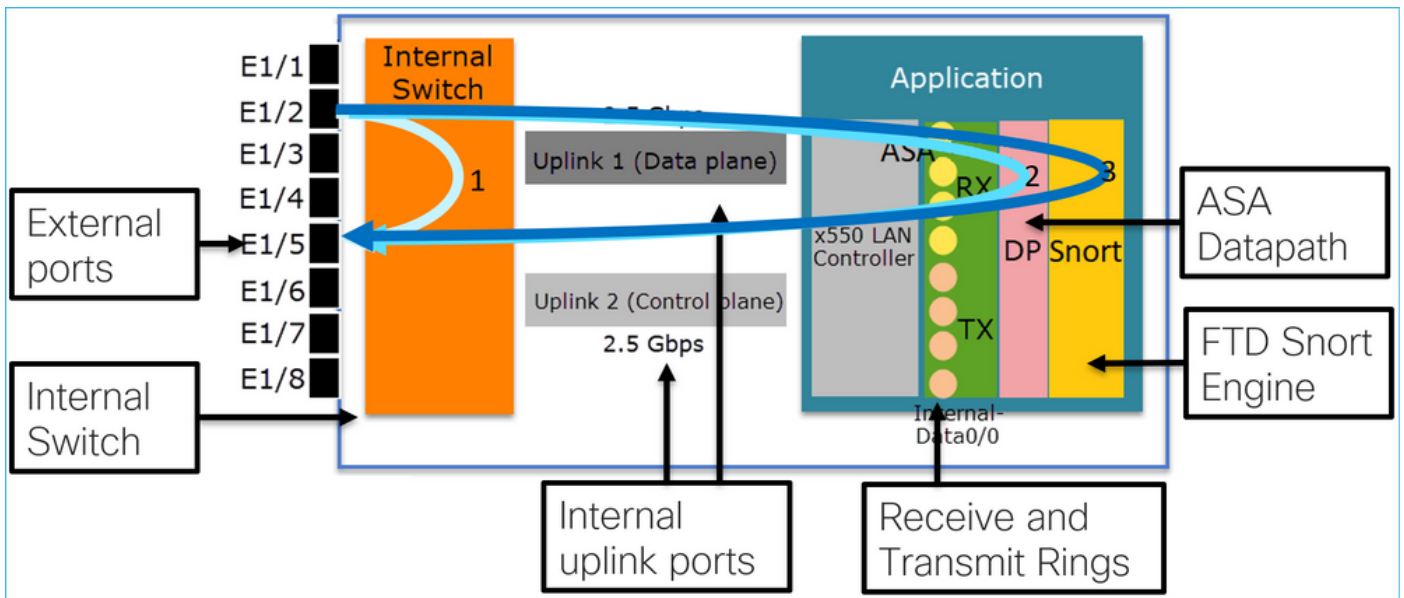 E1/1
E1/2
E1/3
E1/4
E1/5
E1/6
E1/7
E1/8
External
ports
Internal
Switch
Internal
Switch
1
Uplink 1 (Data plane)
Uplink 2 (Control plane)
2.5 Gbps
Internal
uplink ports
Application
ASA
x550 LAN
Controller
RX
TX
2
DP
3
Snort
Internal-
Data0/0
ASA
Datapath
FTD Snort
Engine
Receive and
Transmit Rings